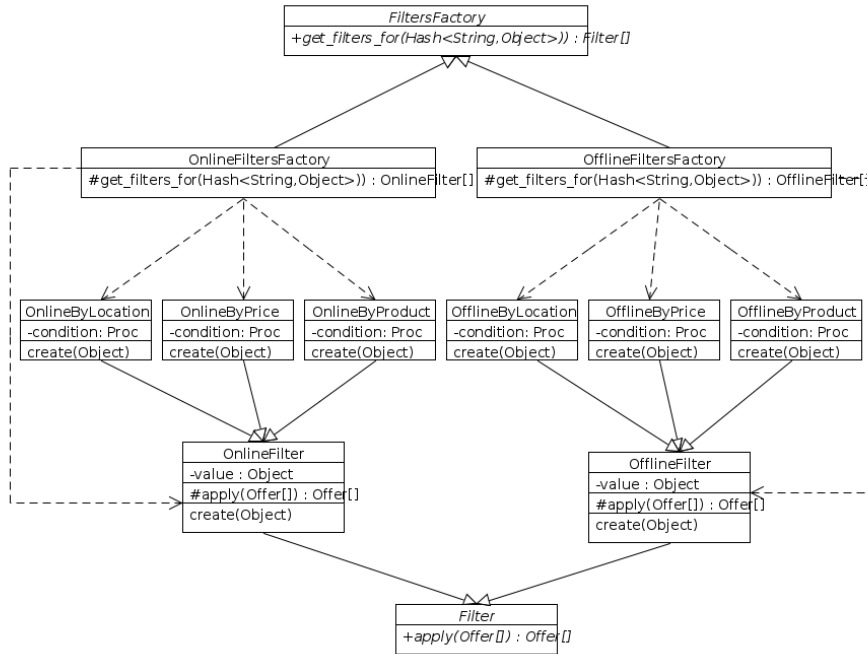 FiltersFactory
+get_filters_for(Hash<String,Object>)) : Filter[]
OnlineFiltersFactory
#get_filters_for(Hash<String,Object>)) : OnlineFilter[]
OfflineFiltersFactory
#get_filters_for(Hash<String,Object>)) : OfflineFilter[]
OnlineByLocation
-condition: Proc
create(Object)
OnlineByPrice
-condition: Proc
create(Object)
OnlineByProduct
-condition: Proc
create(Object)
OfflineByLocation
-condition: Proc
create(Object)
OfflineByPrice
-condition: Proc
create(Object)
OfflineByProduct
-condition: Proc
create(Object)
OnlineFilter
-value : Object
#apply(Offer[]) : Offer[]
create(Object)
OfflineFilter
-value : Object
#apply(Offer[]) : Offer[]
create(Object)
Filter
+apply(Offer[]) : Offer[]